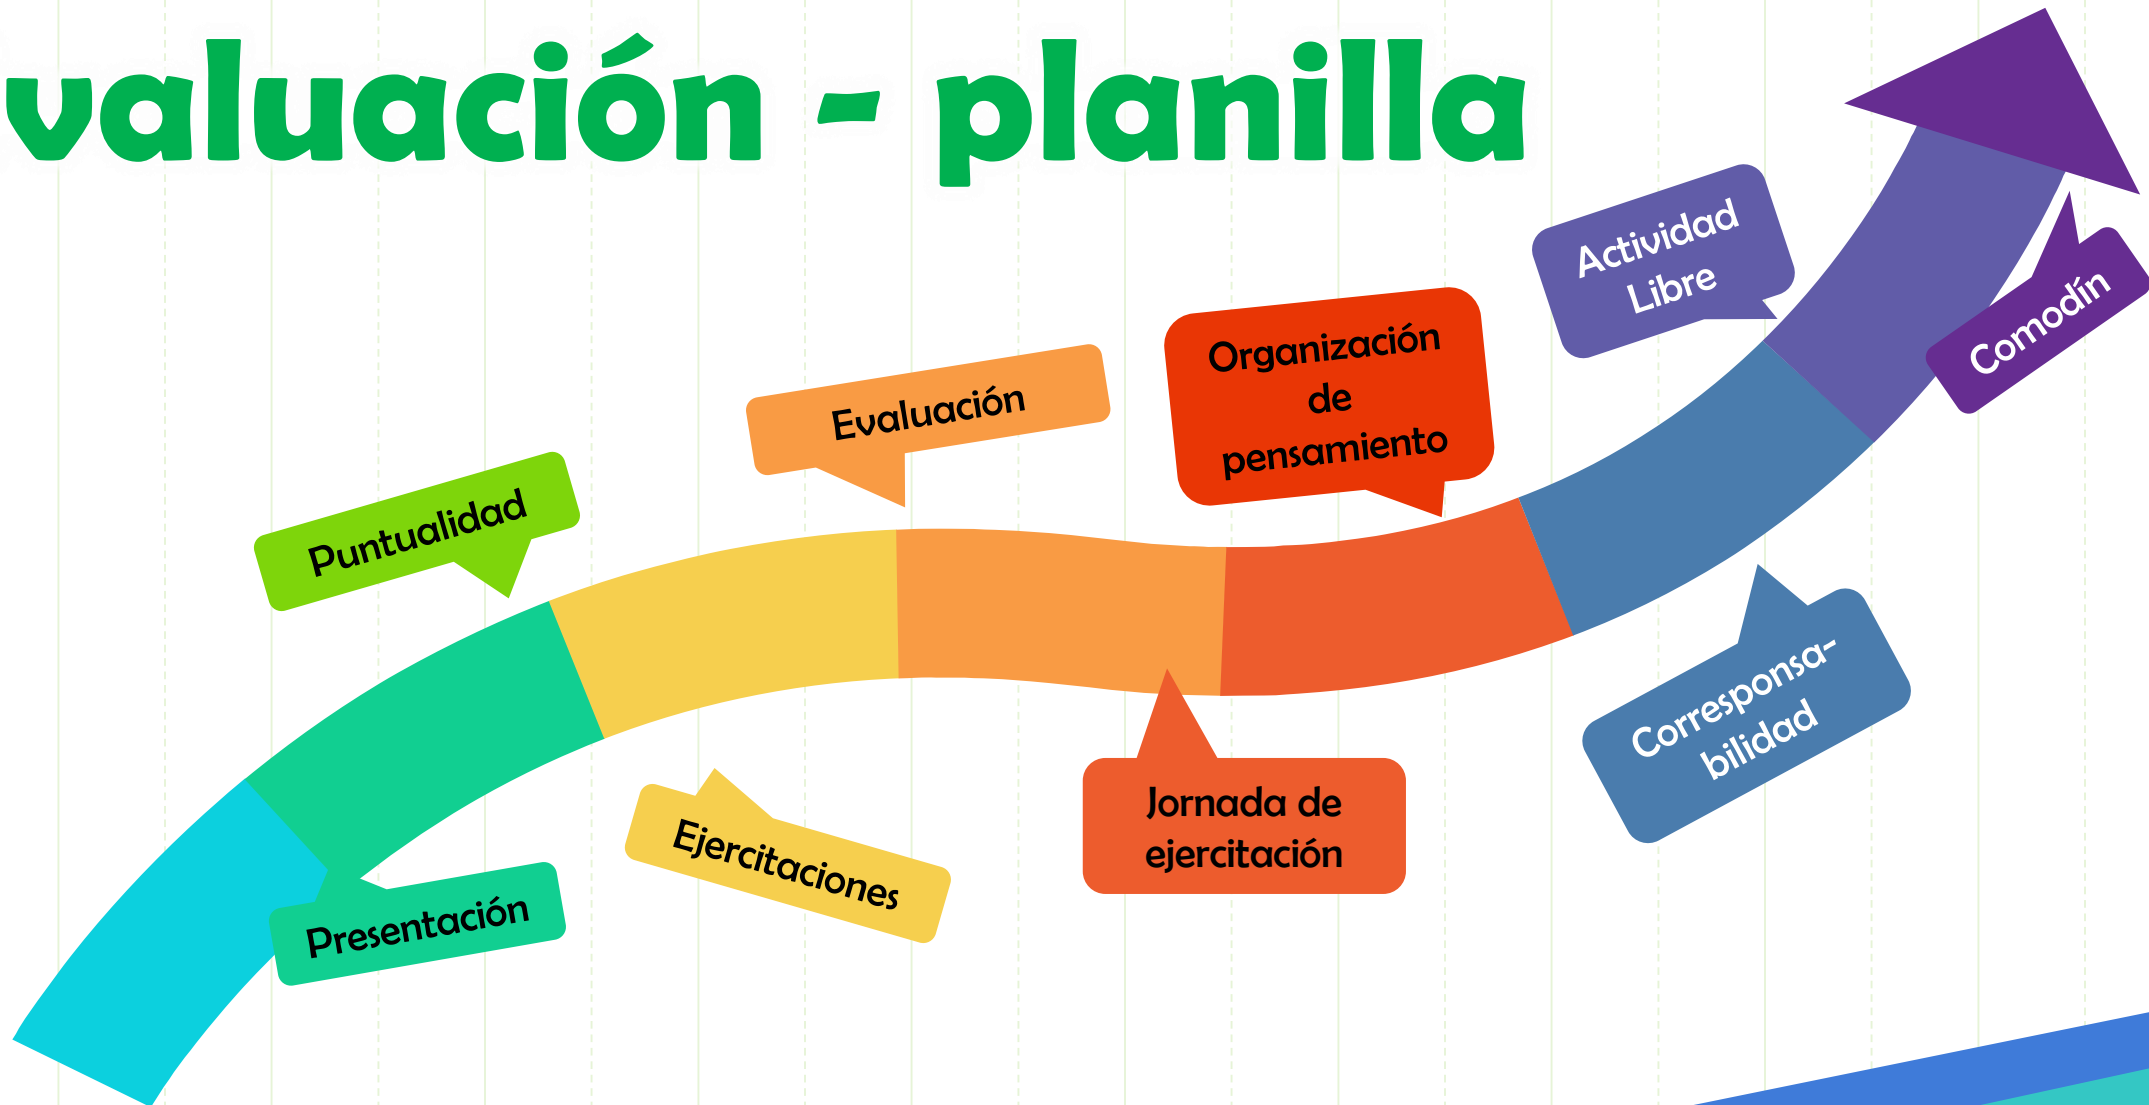 valuación - planilla
Presentación
Puntualidad
Ejercitaciones
Evaluación
Jornada de
ejercitación
Organización
de
pensamiento
Corresponsa-
bilidad
Actividad
Libre
Comodín